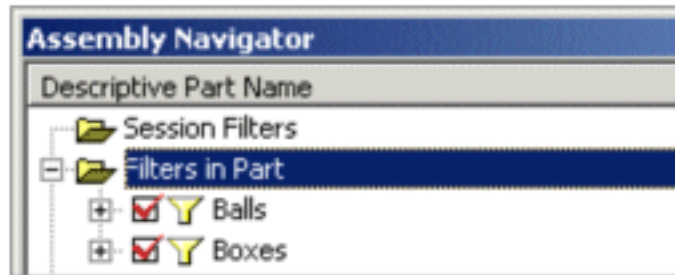 Assembly Navigator
Descriptive Part Name
Session Filters
Filters in Part
Balls
Boxes